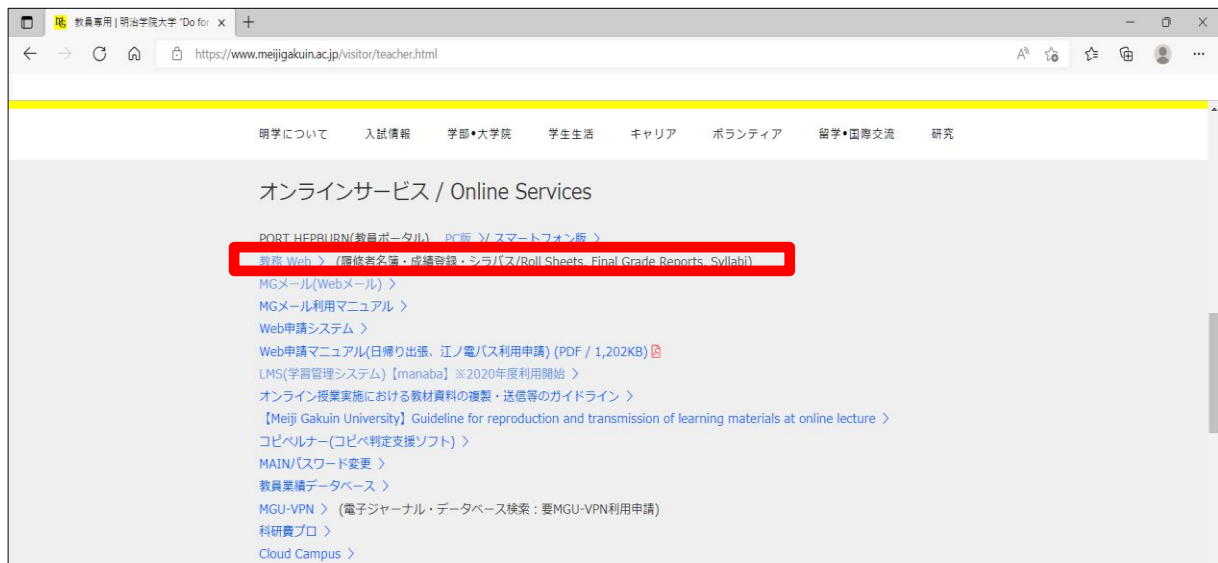 教員専用 | 明治学院大学 "Do for
https://www.meijigakuin.ac.jp/visitor/teacher.html
明学について 入試情報 学部•大学院 学生生活 キャリア ボランティア 留学•国際交流 研究
オンラインサービス / Online Services
PORT HEPBURN(教員ポータル) PC版 〉/ スマートフォン版 〉
教務 Web 〉 (履修者名簿・成績登録・シラバス/Roll Sheets, Final Grade Reports, Syllabi)
MGメール(Webメール) 〉
MGメール利用マニュアル 〉
Web申請システム 〉
Web申請マニュアル(日帰り出張、江ノ電バス利用申請) (PDF / 1,202KB)
LMS(学習管理システム)【manaba】※2020年度利用開始 〉
オンライン授業実施における教材資料の複製・送信等のガイドライン 〉
【Meiji Gakuin University】Guideline for reproduction and transmission of learning materials at online lecture 〉
コピペルナー(コピペ判定支援ソフト) 〉
MAINパスワード変更 〉
教員業績データベース 〉
MGU-VPN 〉 (電子ジャーナル・データベース検索 : 要MGU-VPN利用申請)
科研費プロ 〉
Cloud Campus 〉